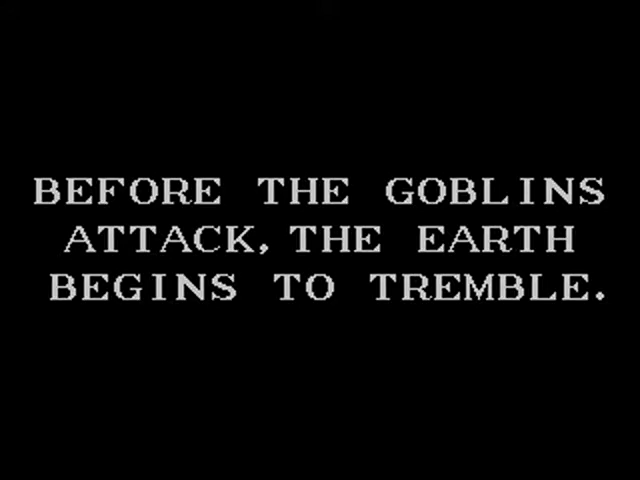 BEFORE THE GOBLINS
ATTACK, THE EARTH
BEGINS TO TREMBLE.